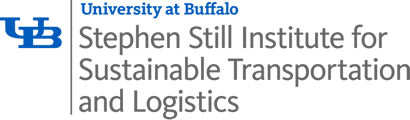 UB
University at Buffalo
Stephen Still Institute for
Sustainable Transportation
and Logistics